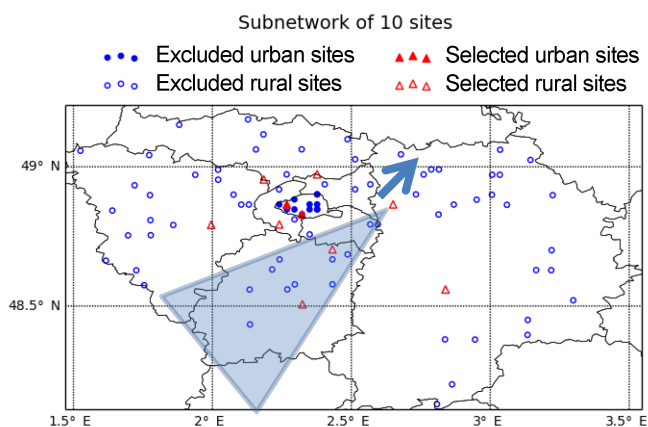 Subnetwork of 10 sites
Excluded urban sites
Selected urban sites
Excluded rural sites
Selected rural sites
49° N
48.5° N
1.5° E
2° E
2.5° E
3° E
3.5° E